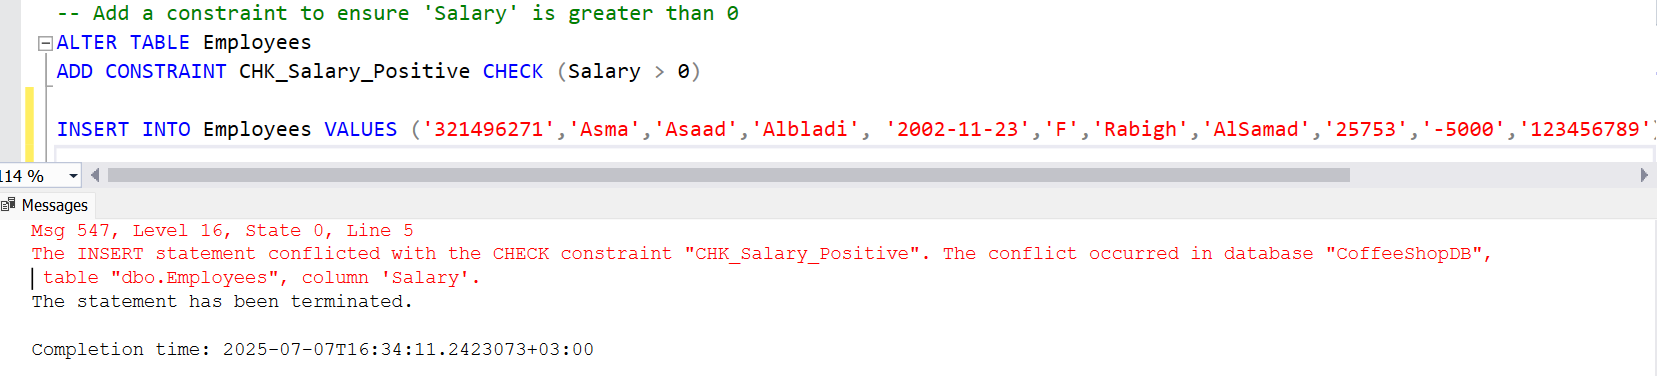 -- Add a constraint to ensure 'Salary' is greater than 0
ALTER TABLE Employees
ADD CONSTRAINT CHK_Salary_Positive CHECK (Salary > 0)
INSERT INTO Employees VALUES ('321496271','Asma','Asaad','Albladi', '2002-11-23','F','Rabigh','AlSamad','25753','-5000','123456789')
114 %
Messages
Msg 547, Level 16, State 0, Line 5
The INSERT statement conflicted with the CHECK constraint "CHK_Salary_Positive". The conflict occurred in database "CoffeeShopDB",
table "dbo.Employees", column 'Salary'.
The statement has been terminated.
Completion time: 2025-07-07T16:34:11.2423073+03:00